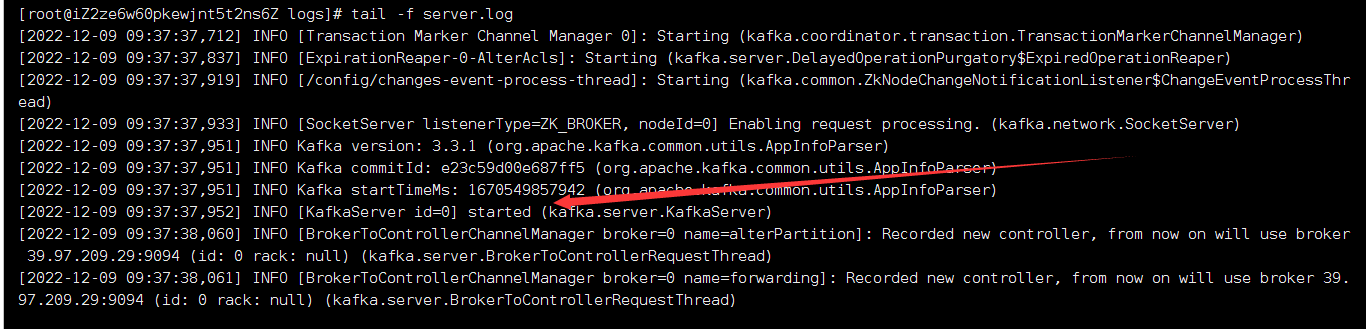 [root@iZ2ze6w60pkewjnt5t2ns6Z logs]# tail -f server.log
[2022-12-09 09:37:37,712] INFO [Transaction Marker Channel Manager 0]: Starting (kafka.coordinator.transaction.TransactionMarkerChannelManager)
[2022-12-09 09:37:37,837] INFO [ExpirationReaper-0-AlterAcls]: Starting (kafka.server.DelayedOperationPurgatory$ExpiredOperationReaper)
[2022-12-09 09:37:37,919] INFO [/config/changes-event-process-thread]: Starting (kafka.common.ZkNodeChangeNotificationListener$ChangeEventProcessThr
ead)
[2022-12-09 09:37:37,933] INFO [SocketServer listenerType=ZK_BROKER, nodeId=0] Enabling request processing. (kafka.network.SocketServer)
[2022-12-09 09:37:37,951] INFO Kafka version: 3.3.1 (org.apache.kafka.common.utils.AppInfoParser)
[2022-12-09 09:37:37,951] INFO Kafka commitId: e23c59d00e687ff5 (org.apache.kafka.common.utils.AppInfoParser)
[2022-12-09 09:37:37,951] INFO Kafka startTimeMs: 1670549857942 (org.apache.kafka.common.utils.AppInfoParser)
[2022-12-09 09:37:37,952] INFO [KafkaServer id=0] started (kafka.server.KafkaServer)
[2022-12-09 09:37:38,060] INFO [BrokerToControllerChannelManager broker=0 name=alterPartition]: Recorded new controller, from now on will use broker
39.97.209.29:9094 (id: 0 rack: null) (kafka.server.BrokerToControllerRequestThread)
[2022-12-09 09:37:38,061] INFO [BrokerToControllerChannelManager broker=0 name=forwarding]: Recorded new controller, from now on will use broker 39.
97.209.29:9094 (id: 0 rack: null) (kafka.server.BrokerToControllerRequestThread)